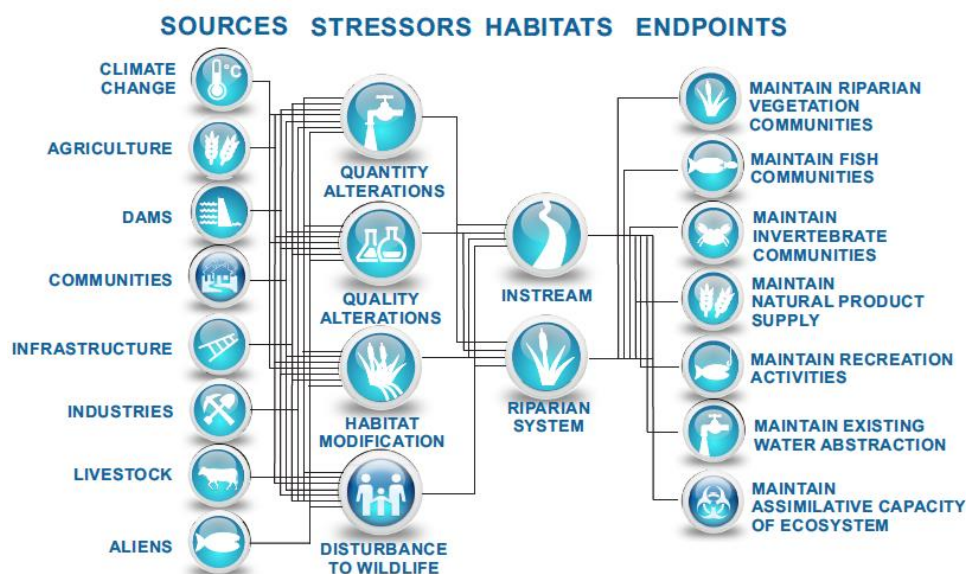 SOURCES STRESSORS HABITATS ENDPOINTS
CLIMATE
CHANGE
AGRICULTURE
DAMS
COMMUNITIES
INFRASTRUCTURE
INDUSTRIES
LIVESTOCK
ALIENS
°C
QUANTITY
ALTERATIONS
QUALITY
ALTERATIONS
HABITAT
MODIFICATION
DISTURBANCE
TO WILDLIFE
INSTREAM
RIPARIAN
SYSTEM
MAINTAIN RIPARIAN
VEGETATION
COMMUNITIES
MAINTAIN FISH
COMMUNITIES
MAINTAIN
INVERTEBRATE
COMMUNITIES
MAINTAIN
NATURAL PRODUCT
SUPPLY
MAINTAIN RECREATION
ACTIVITIES
MAINTAIN EXISTING
WATER ABSTRACTION
MAINTAIN
ASSIMILATIVE CAPACITY
OF ECOSYSTEM